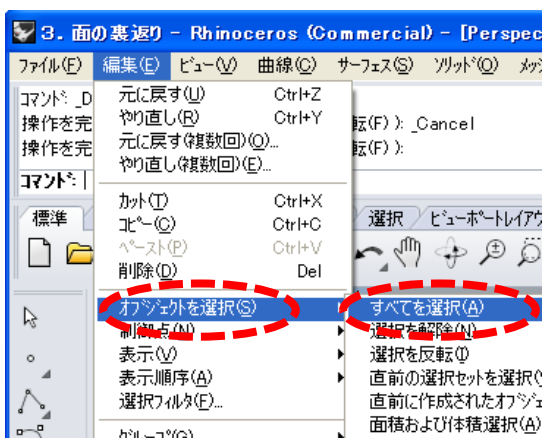 3. 面の裏返り - Rhinoceros (Commercial) - [Perspec
ファイル(F) 編集(E) ビュー(V) 曲線(C) サーフェス(S) ソリッド(O) メッシ
コマンド: _D
操作を完 転(F) ): _Cancel
操作を完 転(F) ):
コマンド:
元に戻す(U) Ctrl+Z
やり直し(R) Ctrl+Y
元に戻す(複数回)(O)...
やり直し(複数回)(E)...
カット(T) Ctrl+X
コピー(C) Ctrl+C
ペースト(P) Ctrl+V
削除(D) Del
オブジェクトを選択(S)
制御点(N)
表示(V)
表示順序(A)
選択フィルタ(F)...
グループ(G)
標準 選択 ビューポートレイアウ
すべてを選択(A)
選択を解除(N)
選択を反転(I)
直前の選択セットを選択(V
直前に作成されたオブジェ
面積および体積選択(A)